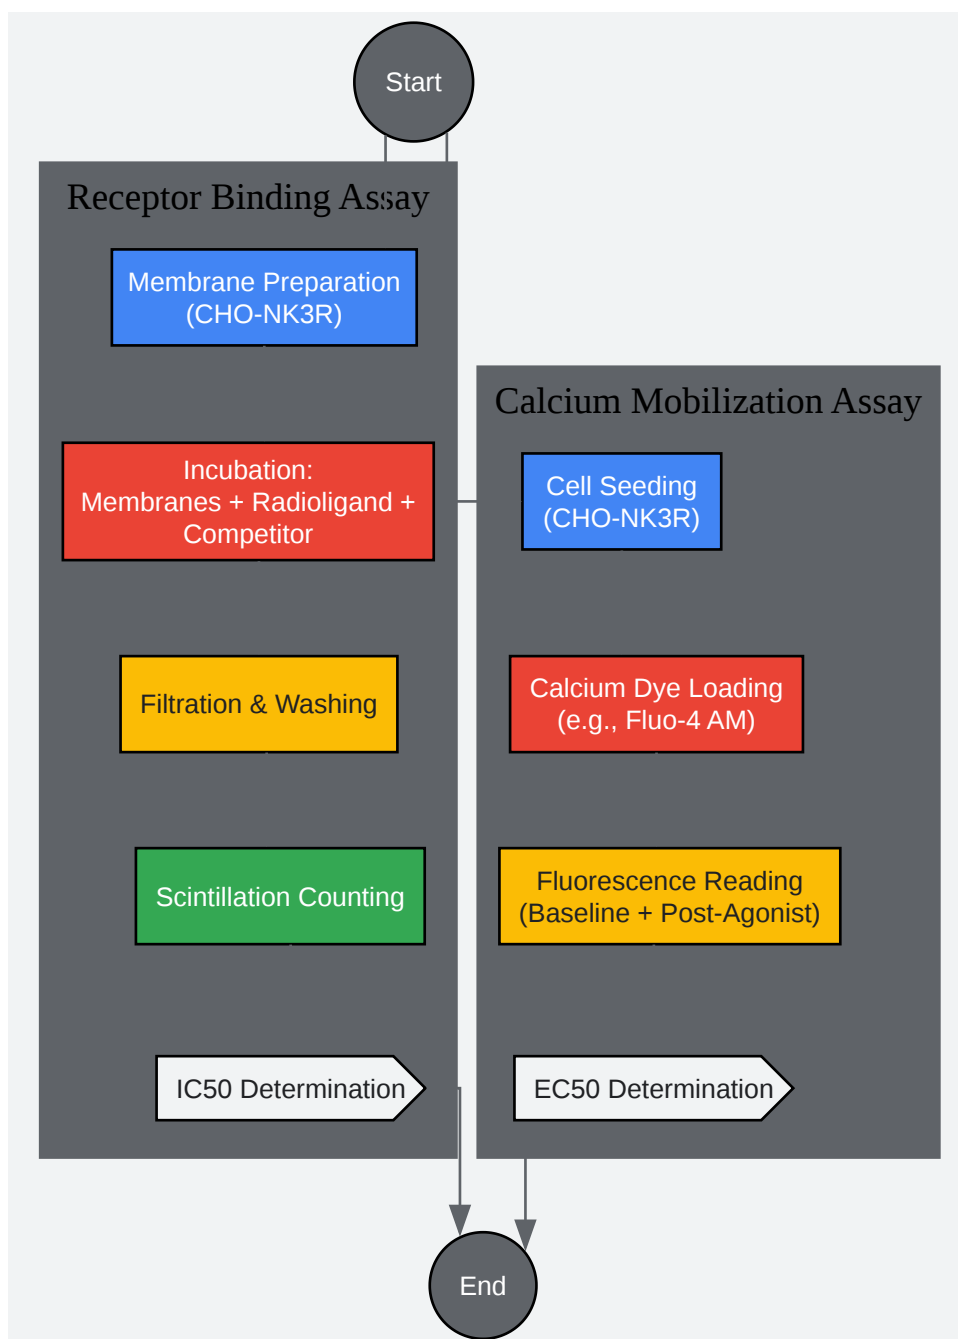 Start
Receptor Binding Assay
Membrane Preparation
(CHO-NK3R)
Incubation:
Membranes + Radioligand +
Competitor
Filtration & Washing
Scintillation Counting
IC50 Determination
Calcium Mobilization Assay
Cell Seeding
(CHO-NK3R)
Calcium Dye Loading
(e.g., Fluo-4 AM)
Fluorescence Reading
(Baseline + Post-Agonist)
EC50 Determination
End